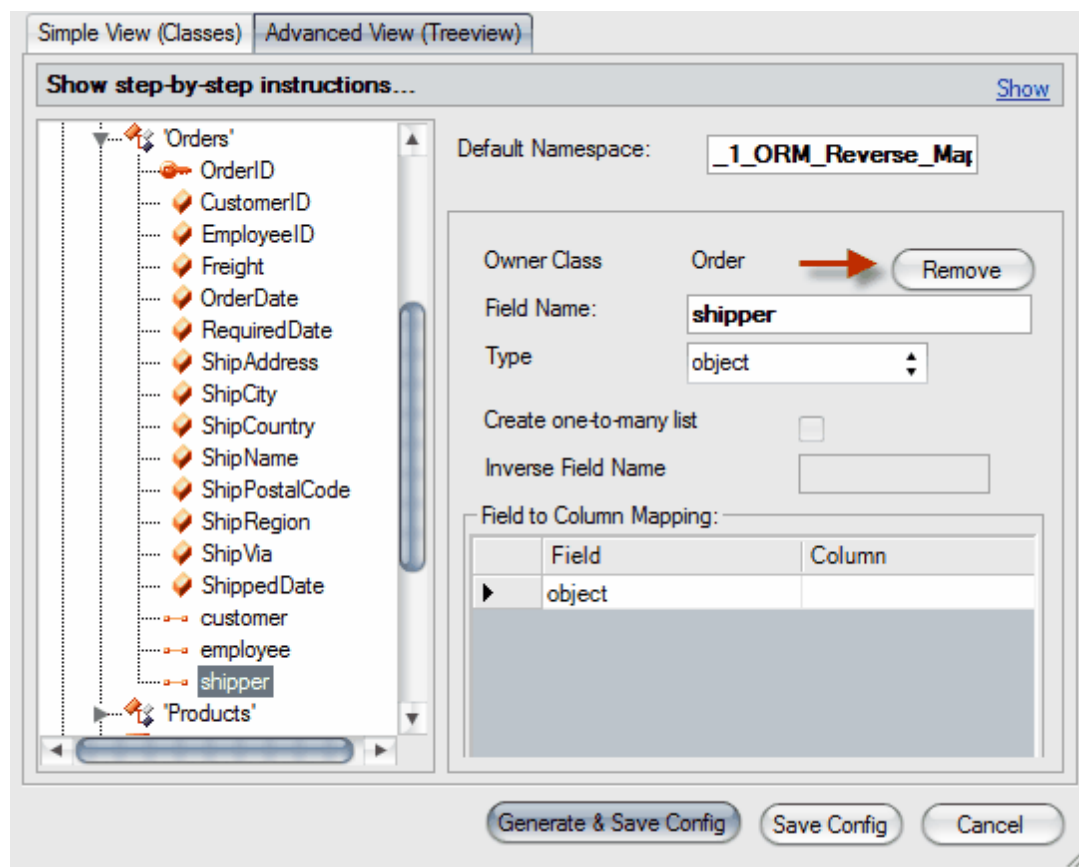 Simple View (Classes) Advanced View (Treeview)
Show step-by-step instructions... Show
'Orders'
OrderID
CustomerID
EmployeeID
Freight
OrderDate
RequiredDate
ShipAddress
ShipCity
ShipCountry
ShipName
ShipPostalCode
ShipRegion
ShipVia
ShippedDate
customer
employee
shipper
'Products'
Default Namespace: _1_ORM_Reverse_Map
Owner Class Order Remove
Field Name: shipper
Type object
Create one-to-many list
Inverse Field Name
Field to Column Mapping:
Field Column
object
Generate & Save Config Save Config Cancel